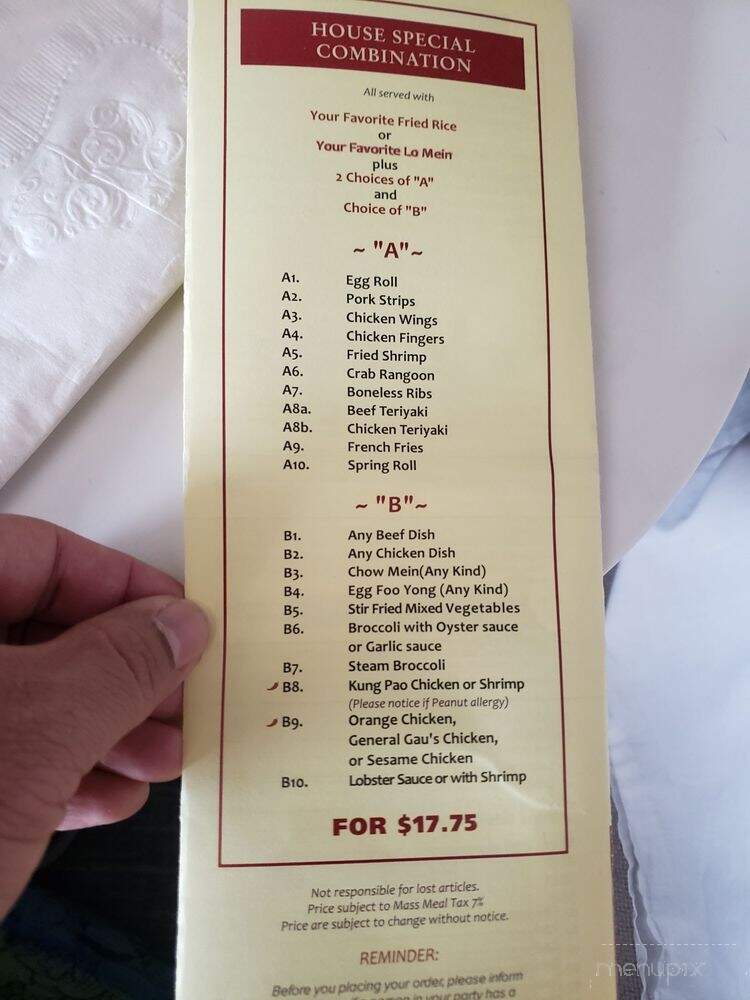 HOUSE SPECIAL
COMBINATION
All served with
Your Favorite Fried Rice
or
Your Favorite Lo Mein
plus
2 Choices of "A"
and
Choice of "B"
~ "A"~
A1. Egg Roll
A2. Pork Strips
A3. Chicken Wings
A4. Chicken Fingers
A5. Fried Shrimp
A6. Crab Rangoon
A7. Boneless Ribs
A8a. Beef Teriyaki
A8b. Chicken Teriyaki
A9. French Fries
A10. Spring Roll
~ "B"~
B1. Any Beef Dish
B2. Any Chicken Dish
B3. Chow Mein(Any Kind)
B4. Egg Foo Yong (Any Kind)
B5. Stir Fried Mixed Vegetables
B6. Broccoli with Oyster sauce
or Garlic sauce
B7. Steam Broccoli
B8. Kung Pao Chicken or Shrimp
(Please notice if Peanut allergy)
B9. Orange Chicken,
General Gau's Chicken,
or Sesame Chicken
B10. Lobster Sauce or with Shrimp
FOR $17.75
Not responsible for lost articles.
Price subject to Mass Meal Tax 7%
Price are subject to change without notice.
REMINDER:
Before you placing your order, please inform
person in your party has a
menupix